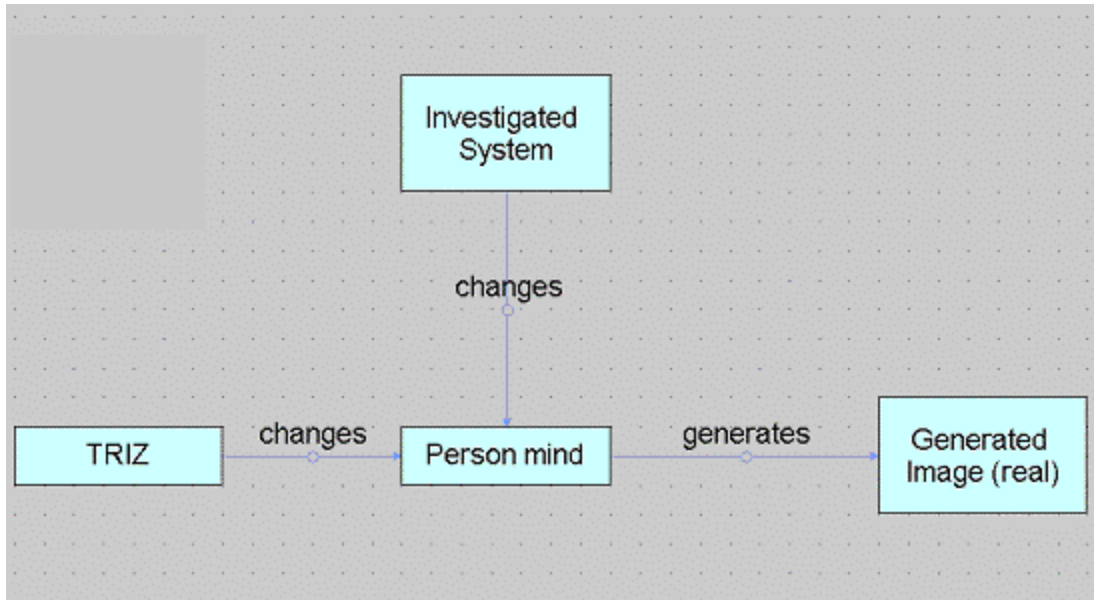 Investigated
System
changes
TRIZ
changes
Person mind
generates
Generated
Image (real)